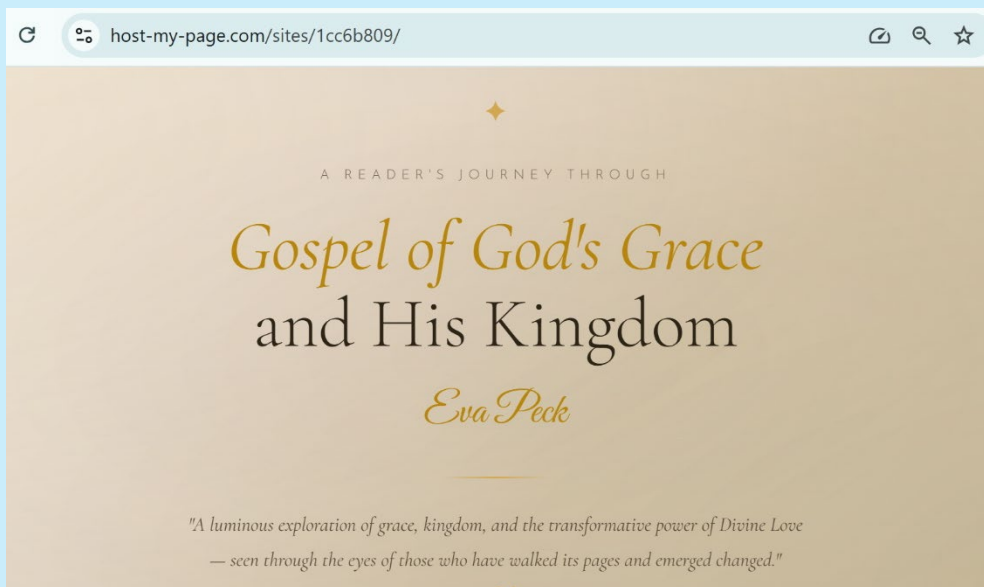 host-my-page.com/sites/1cc6b809/
A READER'S JOURNEY THROUGH
Gospel of God's Grace
and His Kingdom
Eva Peck
"A luminous exploration of grace, kingdom, and the transformative power of Divine Love
— seen through the eyes of those who have walked its pages and emerged changed."